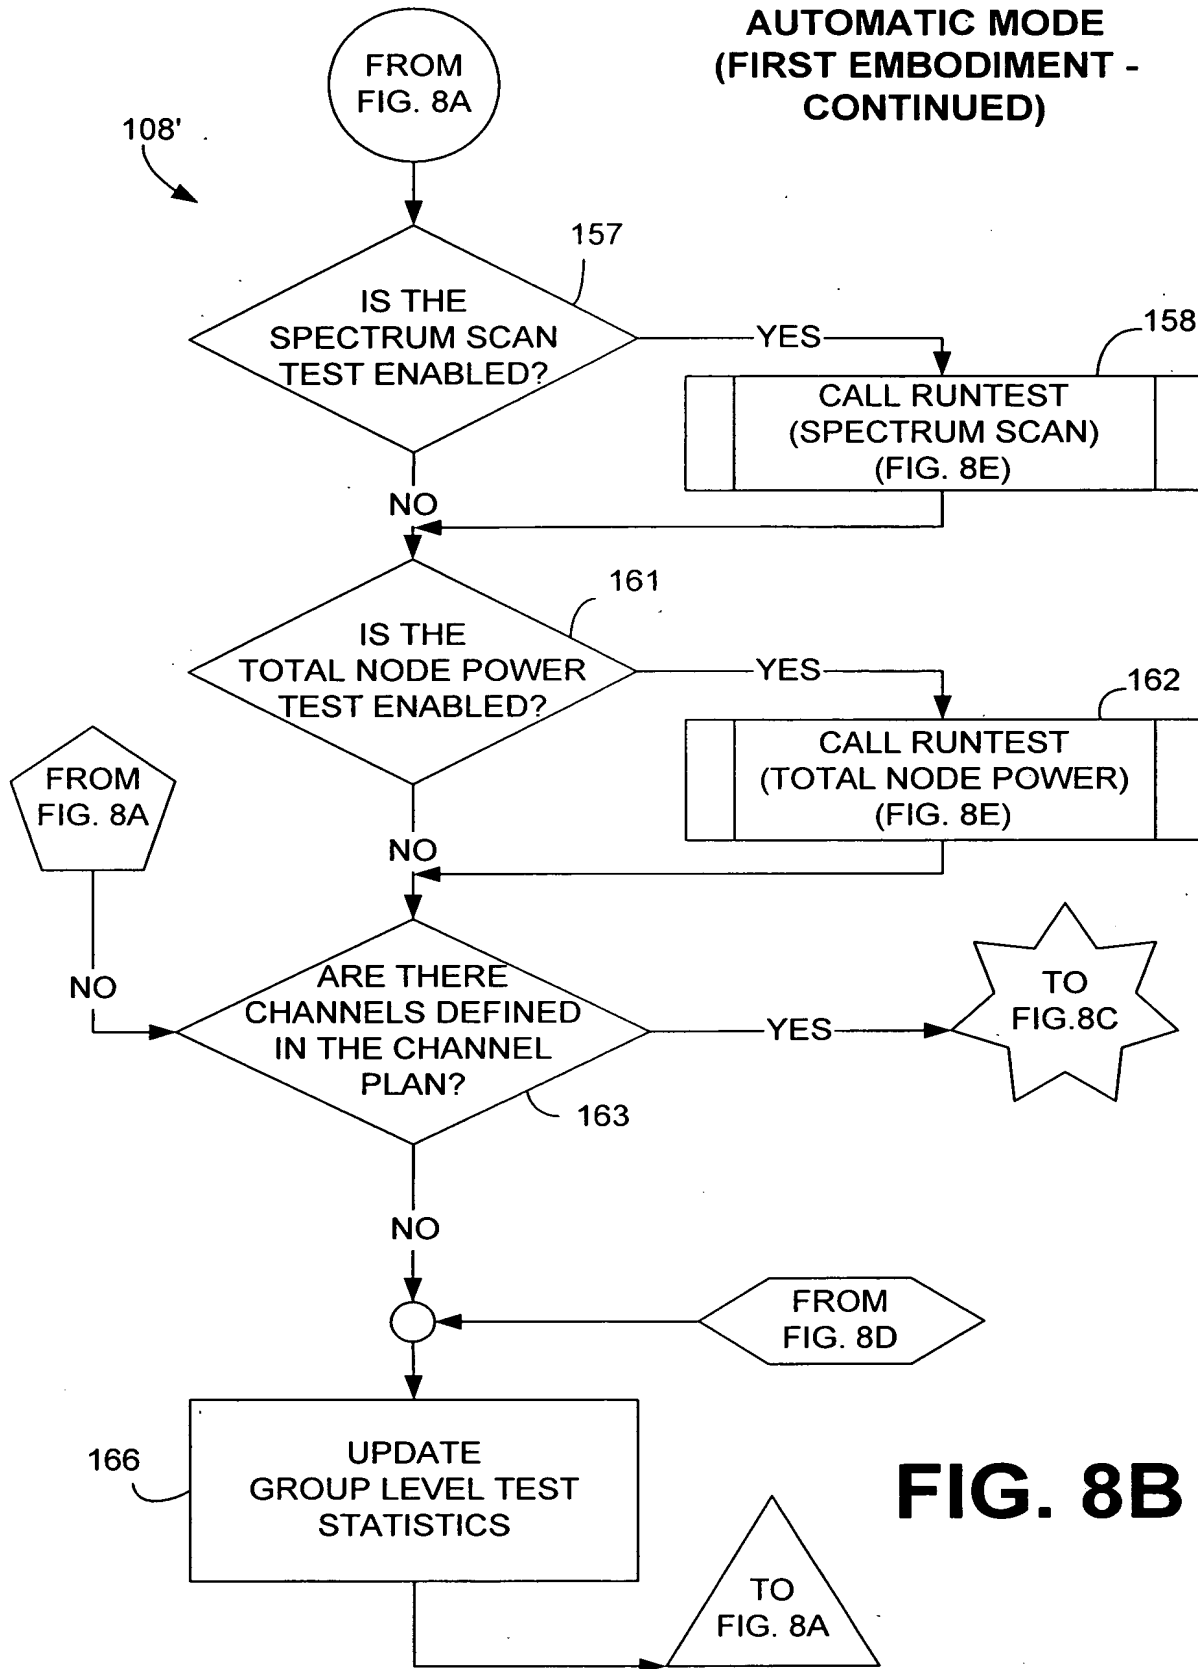 AUTOMATIC MODE
(FIRST EMBODIMENT -
CONTINUED)
FROM
FIG. 8A
108'
157
IS THE
SPECTRUM SCAN
TEST ENABLED?
YES
158
CALL RUNTEST
(SPECTRUM SCAN)
(FIG. 8E)
NO
161
IS THE
TOTAL NODE POWER
TEST ENABLED?
YES
162
CALL RUNTEST
(TOTAL NODE POWER)
(FIG. 8E)
FROM
FIG. 8A
NO
NO
ARE THERE
CHANNELS DEFINED
IN THE CHANNEL
PLAN?
YES
TO
FIG.8C
163
NO
FROM
FIG. 8D
166
UPDATE
GROUP LEVEL TEST
STATISTICS
FIG. 8B
TO
FIG. 8A